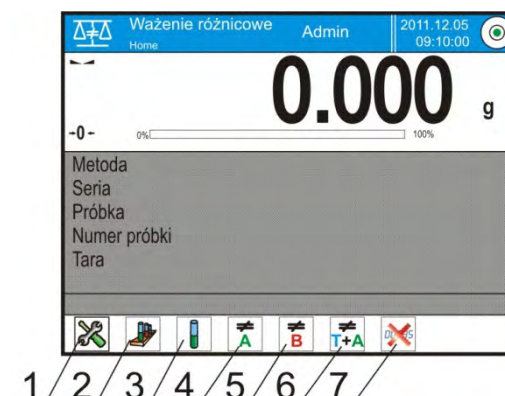 Ważenie różnicowe Admin 2011.12.05
Home 09:10:00
0.000 g
→0←
0% 100%
Metoda
Seria
Próbka
Numer próbki
Tara
A B T+A
1 2 3 4 5 6 7